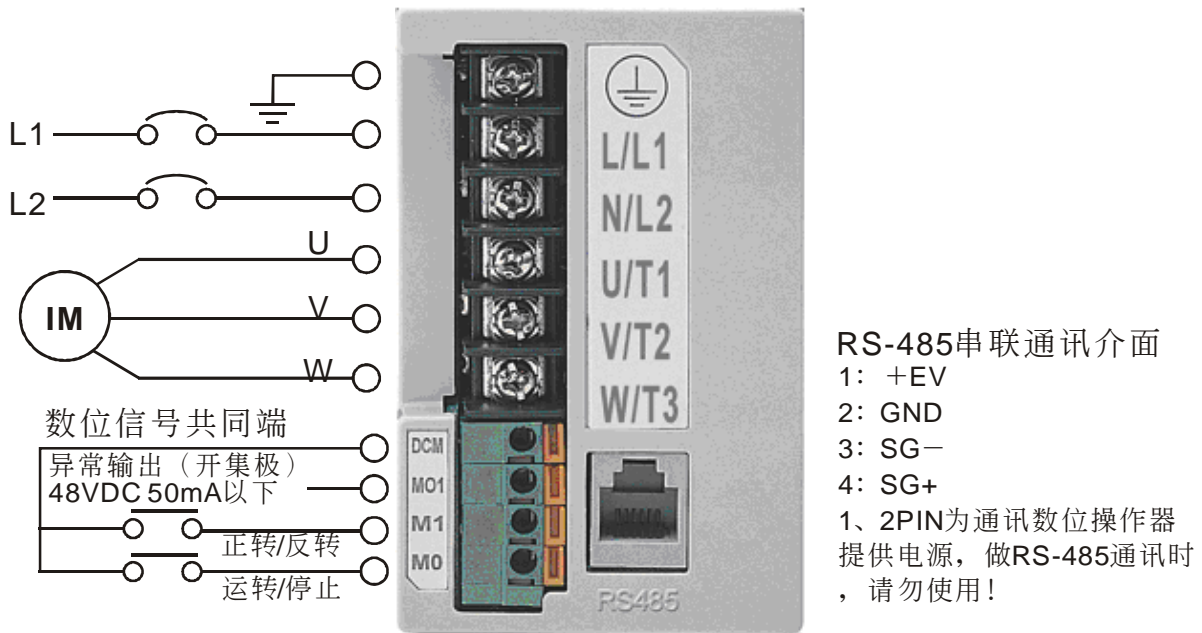 L1
L2
U
IM
V
W
数位信号共同端
异常输出（开集极）
48VDC 50mA以下
正转/反转
运转/停止
L/L1
N/L2
U/T1
V/T2
W/T3
DCM
MO1
M1
M0
RS485
RS-485串联通讯介面
1：+EV
2：GND
3：SG－
4：SG+
1、2PIN为通讯数位操作器
提供电源，做RS-485通讯时
，请勿使用！